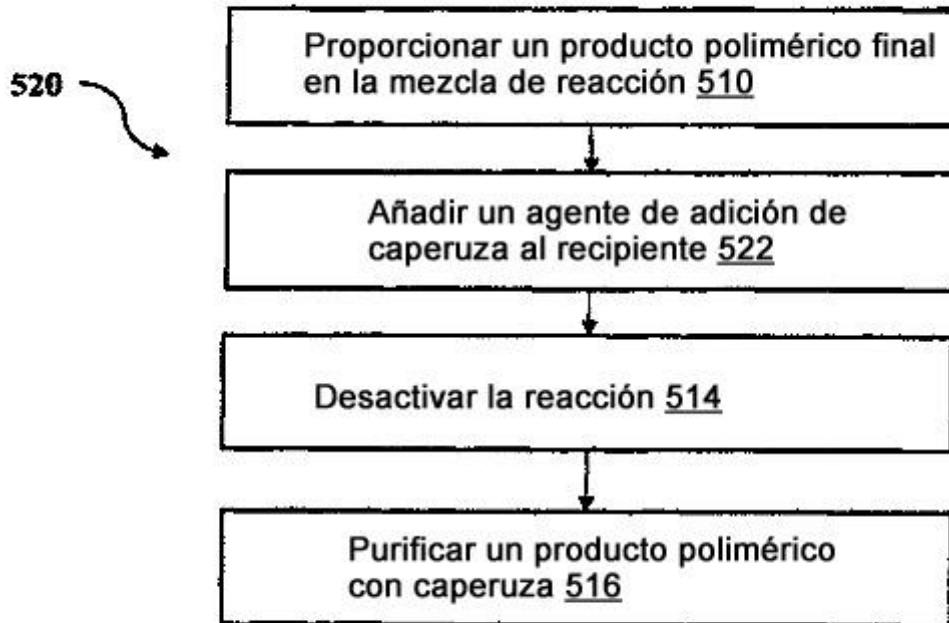 Proporcionar un producto polimérico final
en la mezcla de reacción 510
520
Añadir un agente de adición de
caperuza al recipiente 522
Desactivar la reacción 514
Purificar un producto polimérico
con caperuza 516